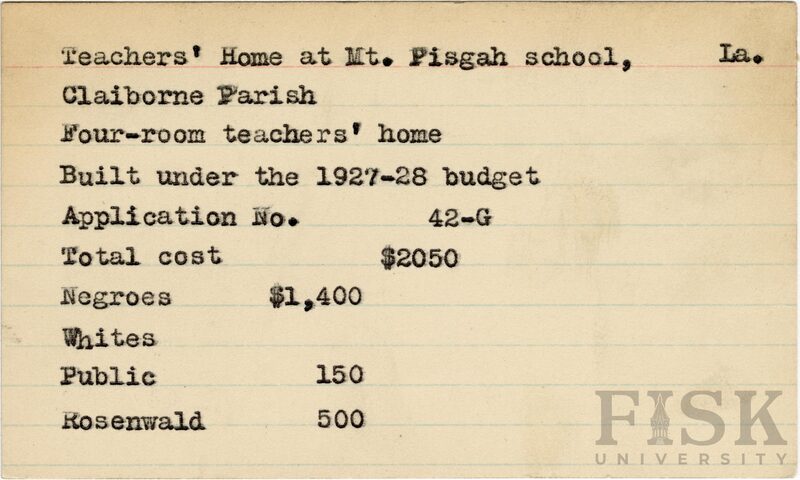 Teachers' Home at Mt. Pisgah school, La.
Claiborne Parish
Four-room teachers' home
Built under the 1927-28 budget
Application No. 42-G
Total cost $2050
Negroes $1,400
Whites
Public 150
Rosenwald 500
FISK
UNIVERSITY